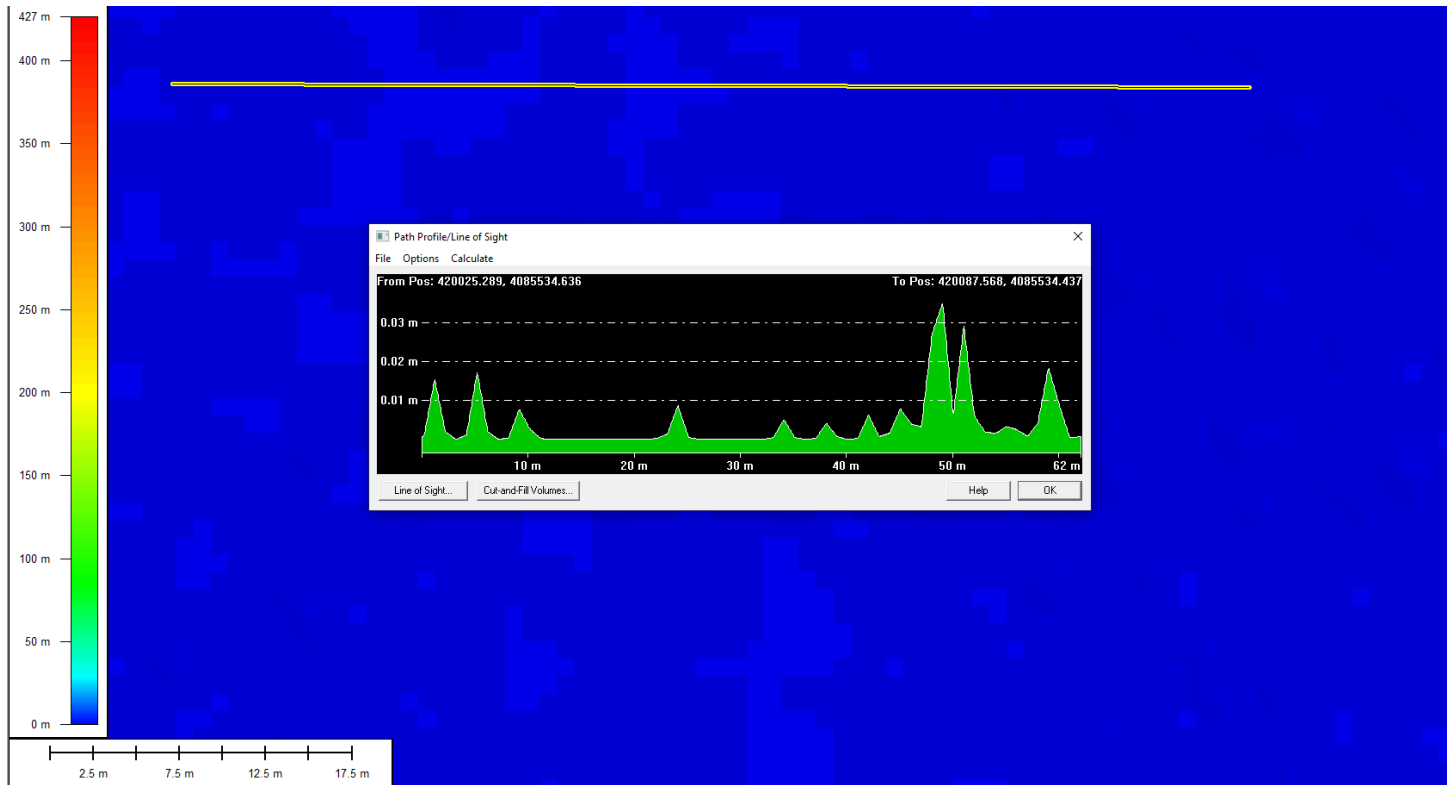 427 m
400 m
350 m
300 m
250 m
200 m
150 m
100 m
50 m
0 m
2.5 m 7.5 m 12.5 m 17.5 m
Path Profile/Line of Sight
File Options Calculate
From Pos: 420025.289, 4085534.636 To Pos: 420087.568, 4085534.437
0.03 m
0.02 m
0.01 m
10 m 20 m 30 m 40 m 50 m 62 m
Line of Sight... Cut-and-Fill Volumes... Help OK